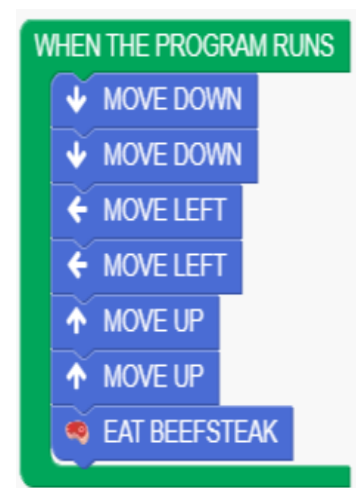 WHEN THE PROGRAM RUNS
MOVE DOWN
MOVE DOWN
MOVE LEFT
MOVE LEFT
MOVE UP
MOVE UP
EAT BEEFSTEAK